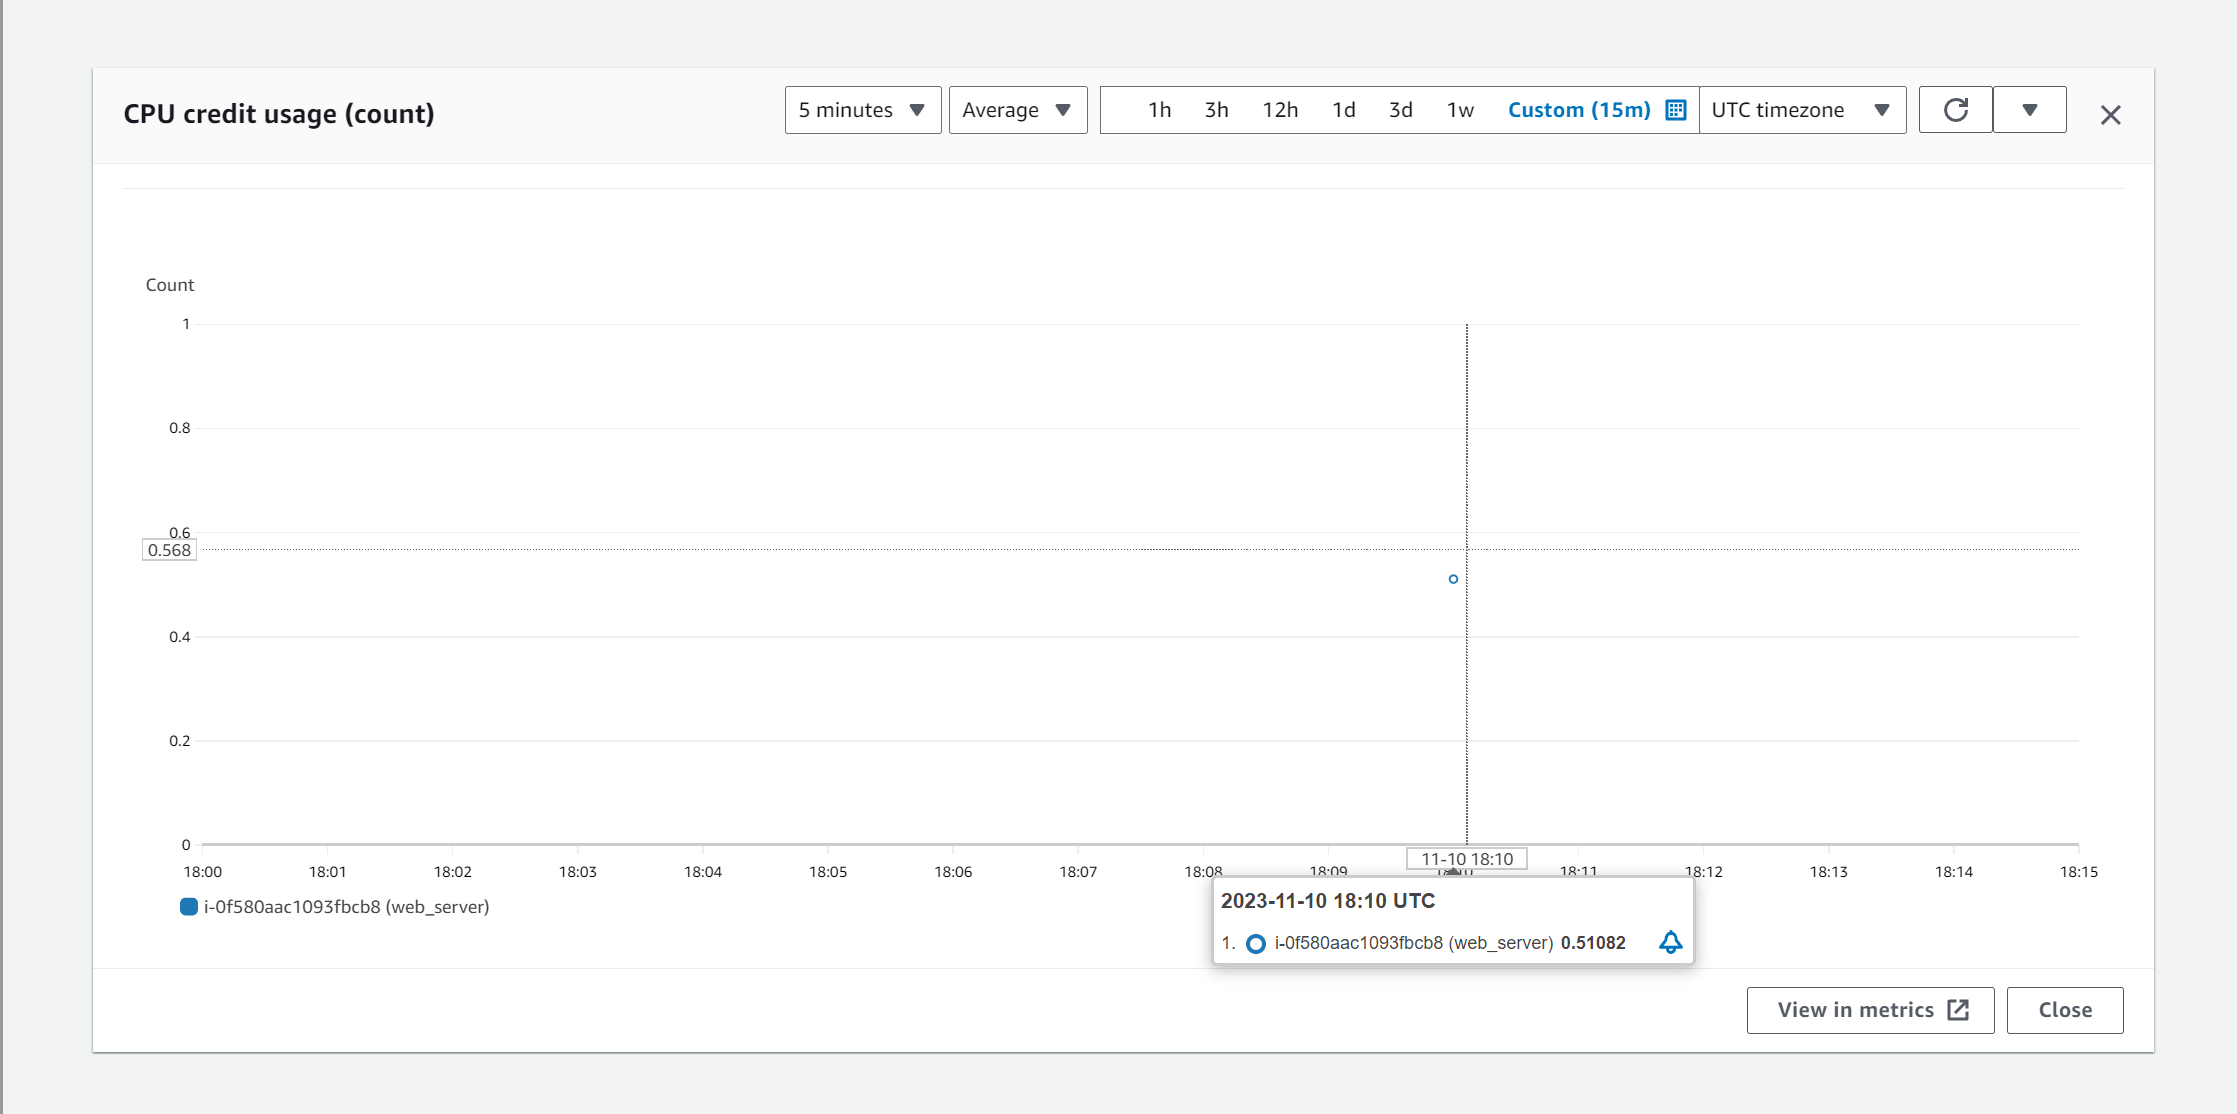 CPU credit usage (count)
5 minutes
Average
1h 3h 12h 1d 3d 1w Custom (15m)
UTC timezone
Count
1
0.8
0.6
0.568
0.4
0.2
0
18:00 18:01 18:02 18:03 18:04 18:05 18:06 18:07 18:08 18:09 18:11 18:12 18:13 18:14 18:15
11-10 18:10
i-0f580aac1093fbcb8 (web_server)
2023-11-10 18:10 UTC
1. i-0f580aac1093fbcb8 (web_server) 0.51082
View in metrics
Close